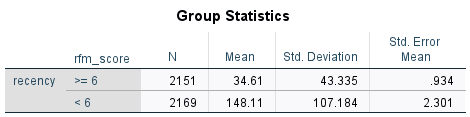 Group Statistics
rfm_score N Mean Std. Deviation Std. Error Mean
recency >= 6 2151 34.61 43.335 .934
< 6 2169 148.11 107.184 2.301